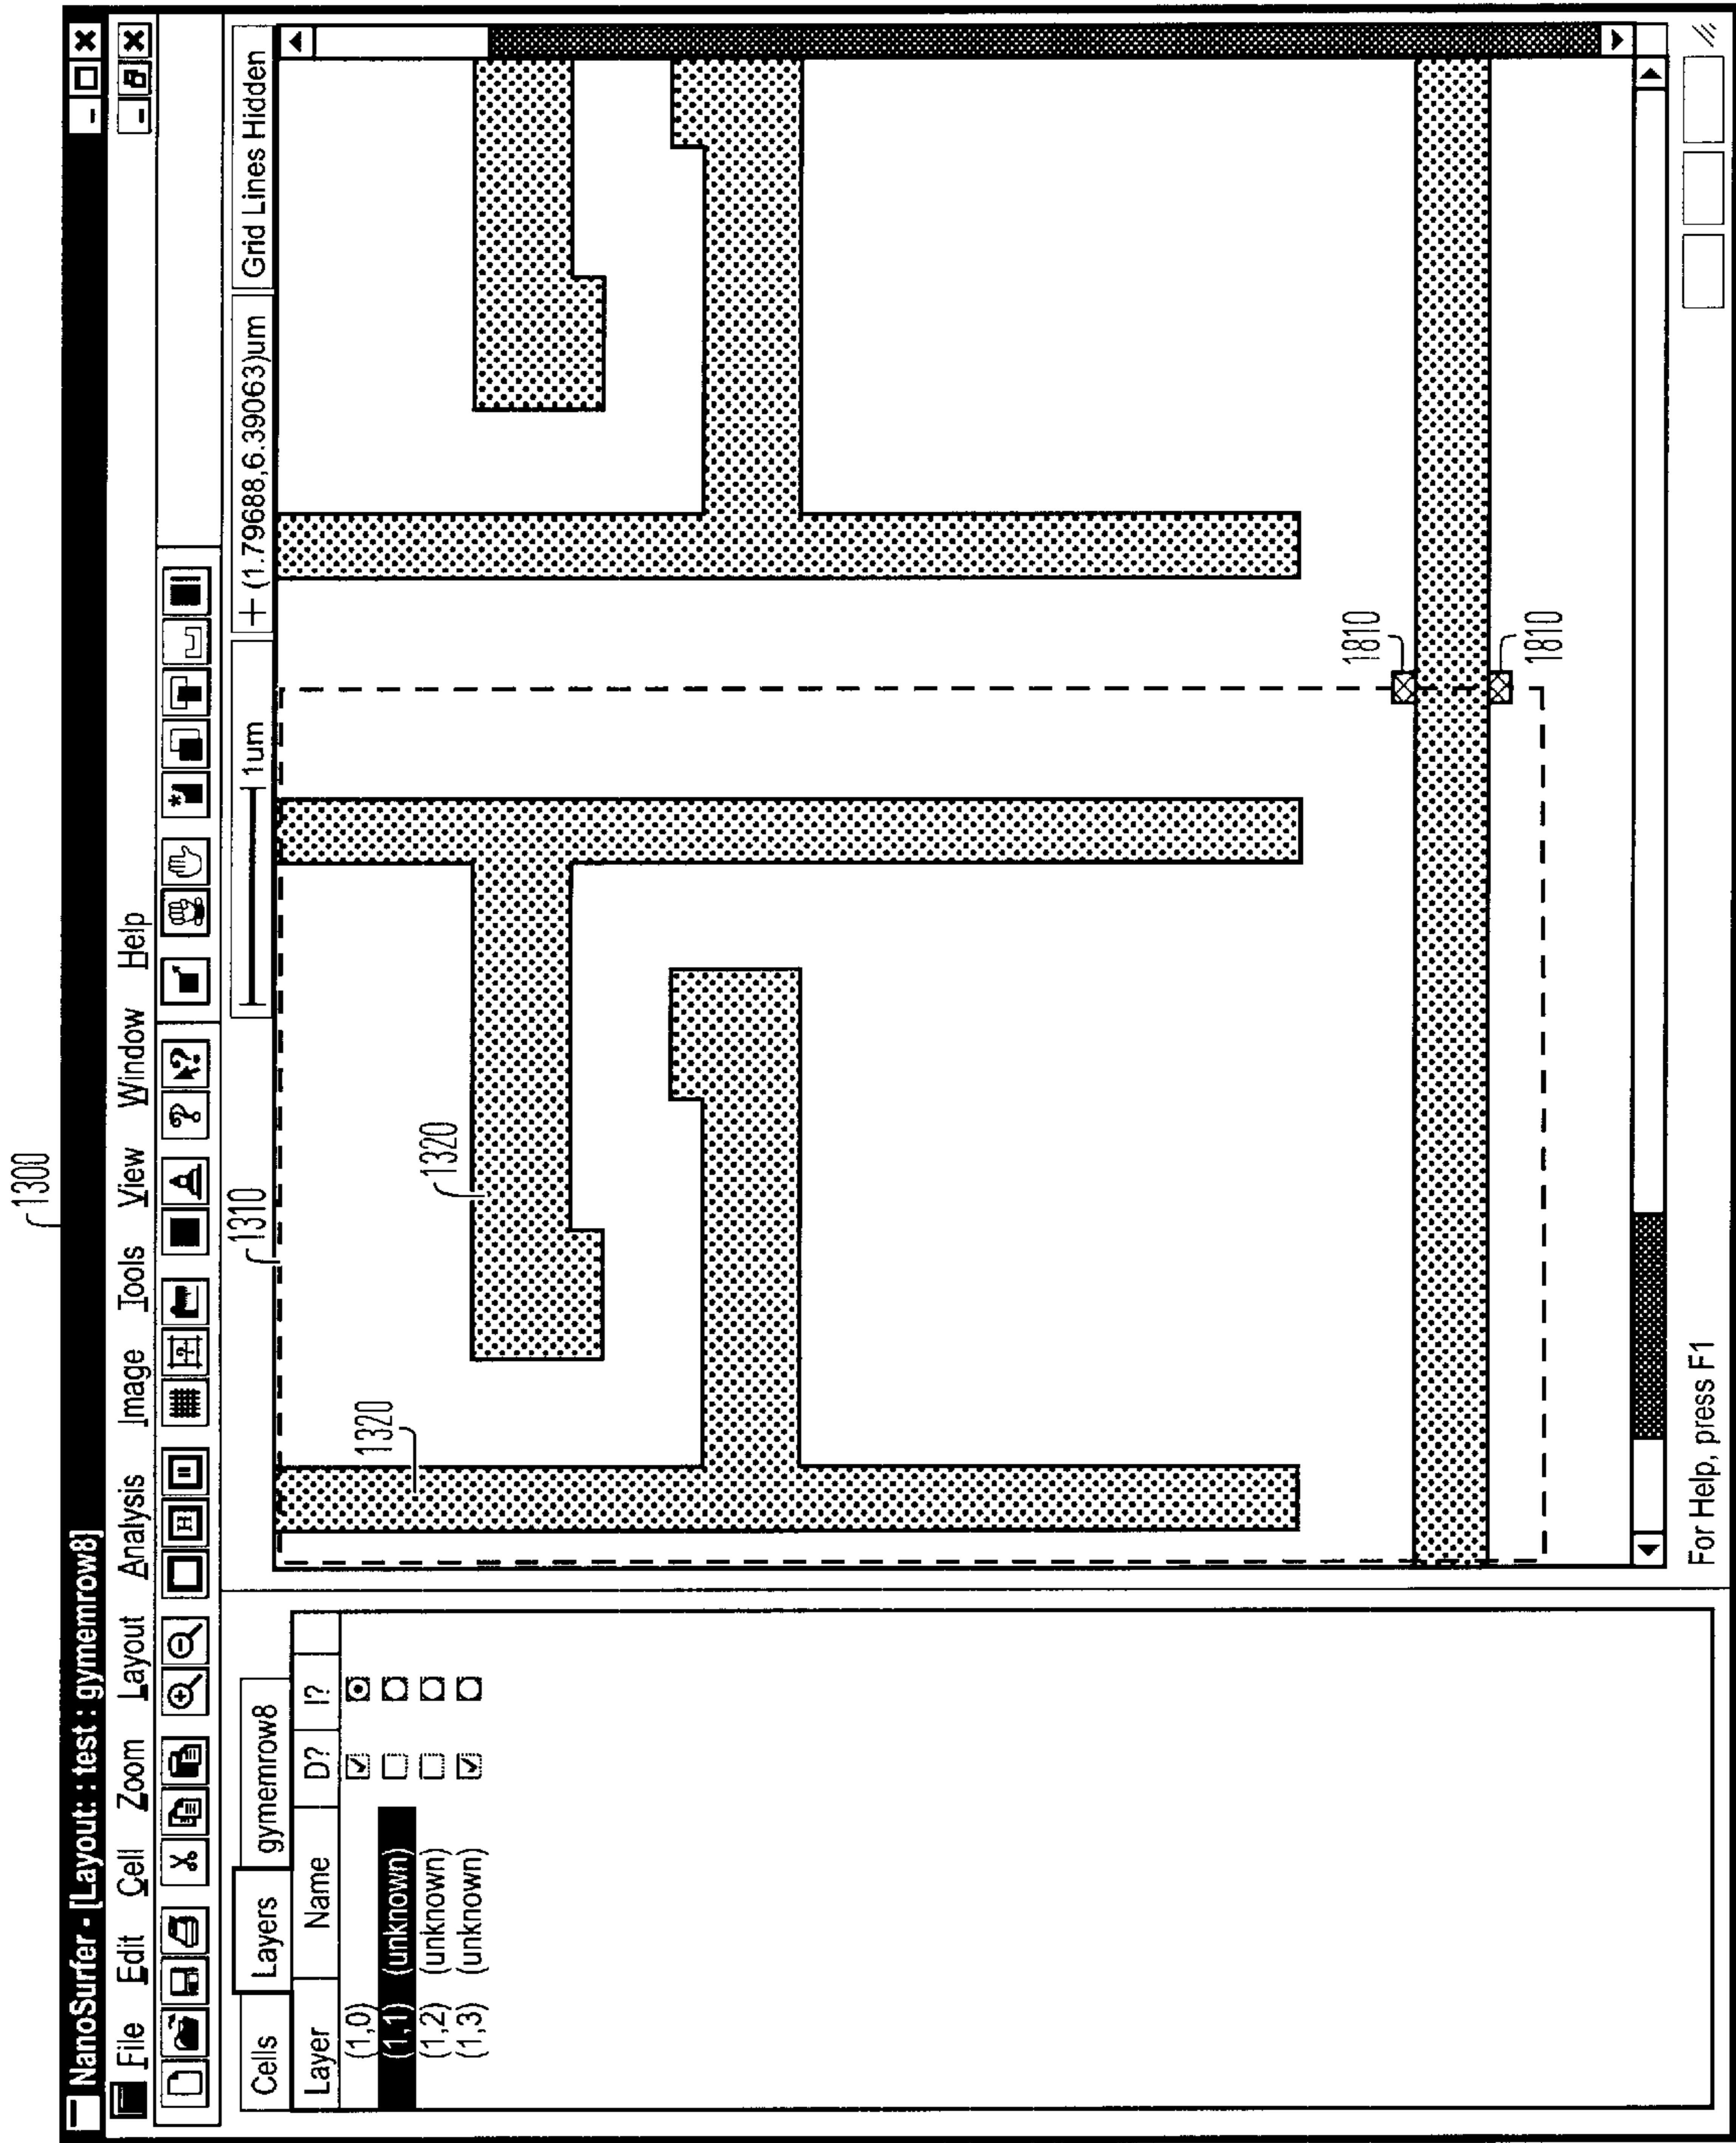 1300
NanoSurfer - [Layout: : test : gymemrow8]
File Edit Cell Zoom Layout Analysis Image Tools View Window Help
Cells Layers gymemrow8
1310
1um + (1.79688,6.39063)um Grid Lines Hidden
Layer Name D? I?
(1,0)
(1,1) (unknown)
(1,2) (unknown)
(1,3) (unknown)
1320
1320
1810
1810
For Help, press F1